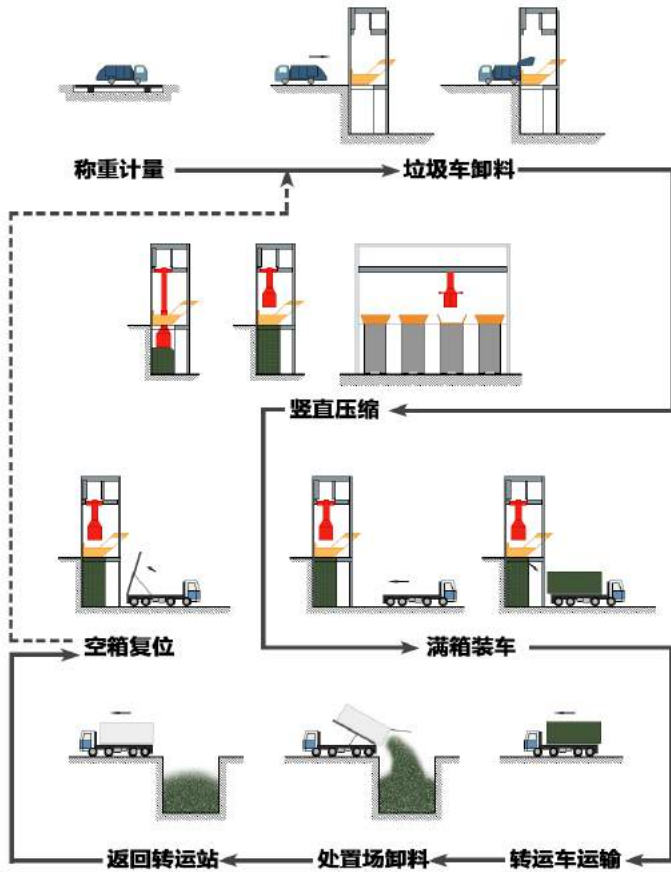 称重计量
垃圾车卸料
竖直压缩
空箱复位
满箱装车
返回转运站
处置场卸料
转运车运输